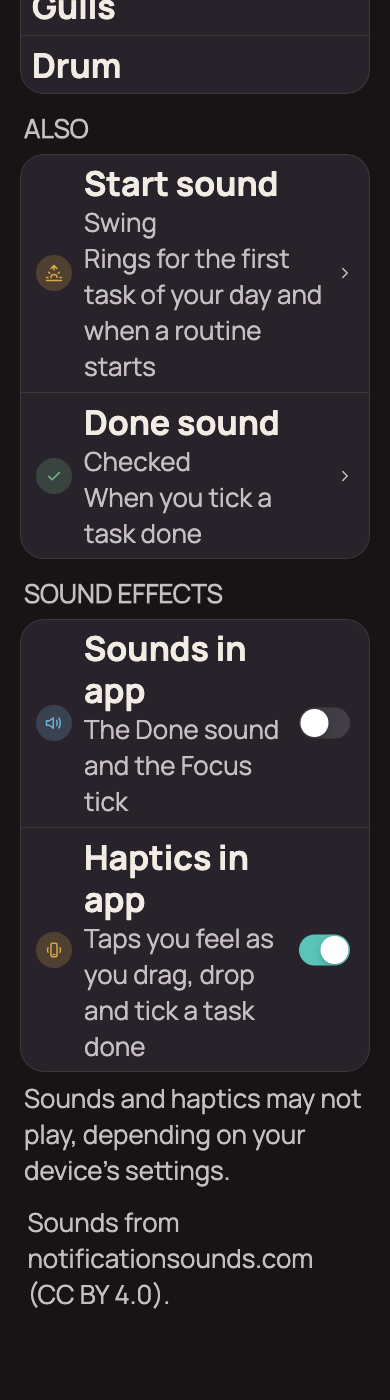 Gulls
Drum
ALSO
Start sound
Swing
Rings for the first
task of your day and
when a routine
starts
Done sound
Checked
When you tick a
task done
SOUND EFFECTS
Sounds in
app
The Done sound
and the Focus
tick
Haptics in
app
Taps you feel as
you drag, drop
and tick a task
done
Sounds and haptics may not
play, depending on your
device's settings.
Sounds from
notificationsounds.com
(CC BY 4.0).